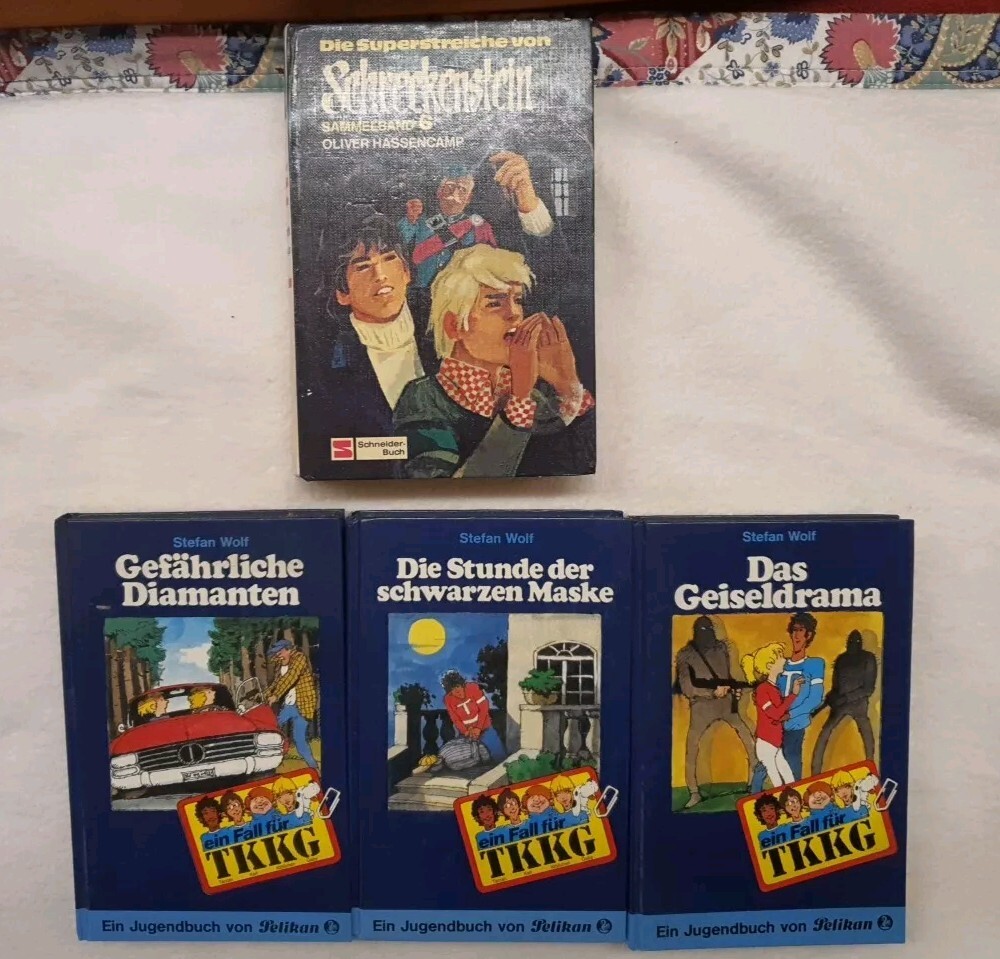 Die Superstreiche von
Schreckenstein
SAMMELBAND 6
OLIVER HASSENCAMP
Schneider-
Buch
Stefan Wolf
Gefährliche
Diamanten
ein Fall für
TKKG
Ein Jugendbuch von Pelikan
Stefan Wolf
Die Stunde der
schwarzen Maske
T
ein Fall für
TKKG
Ein Jugendbuch von Pelikan
Stefan Wolf
Das
Geiseldrama
T
ein Fall für
TKKG
Ein Jugendbuch von Pelikan